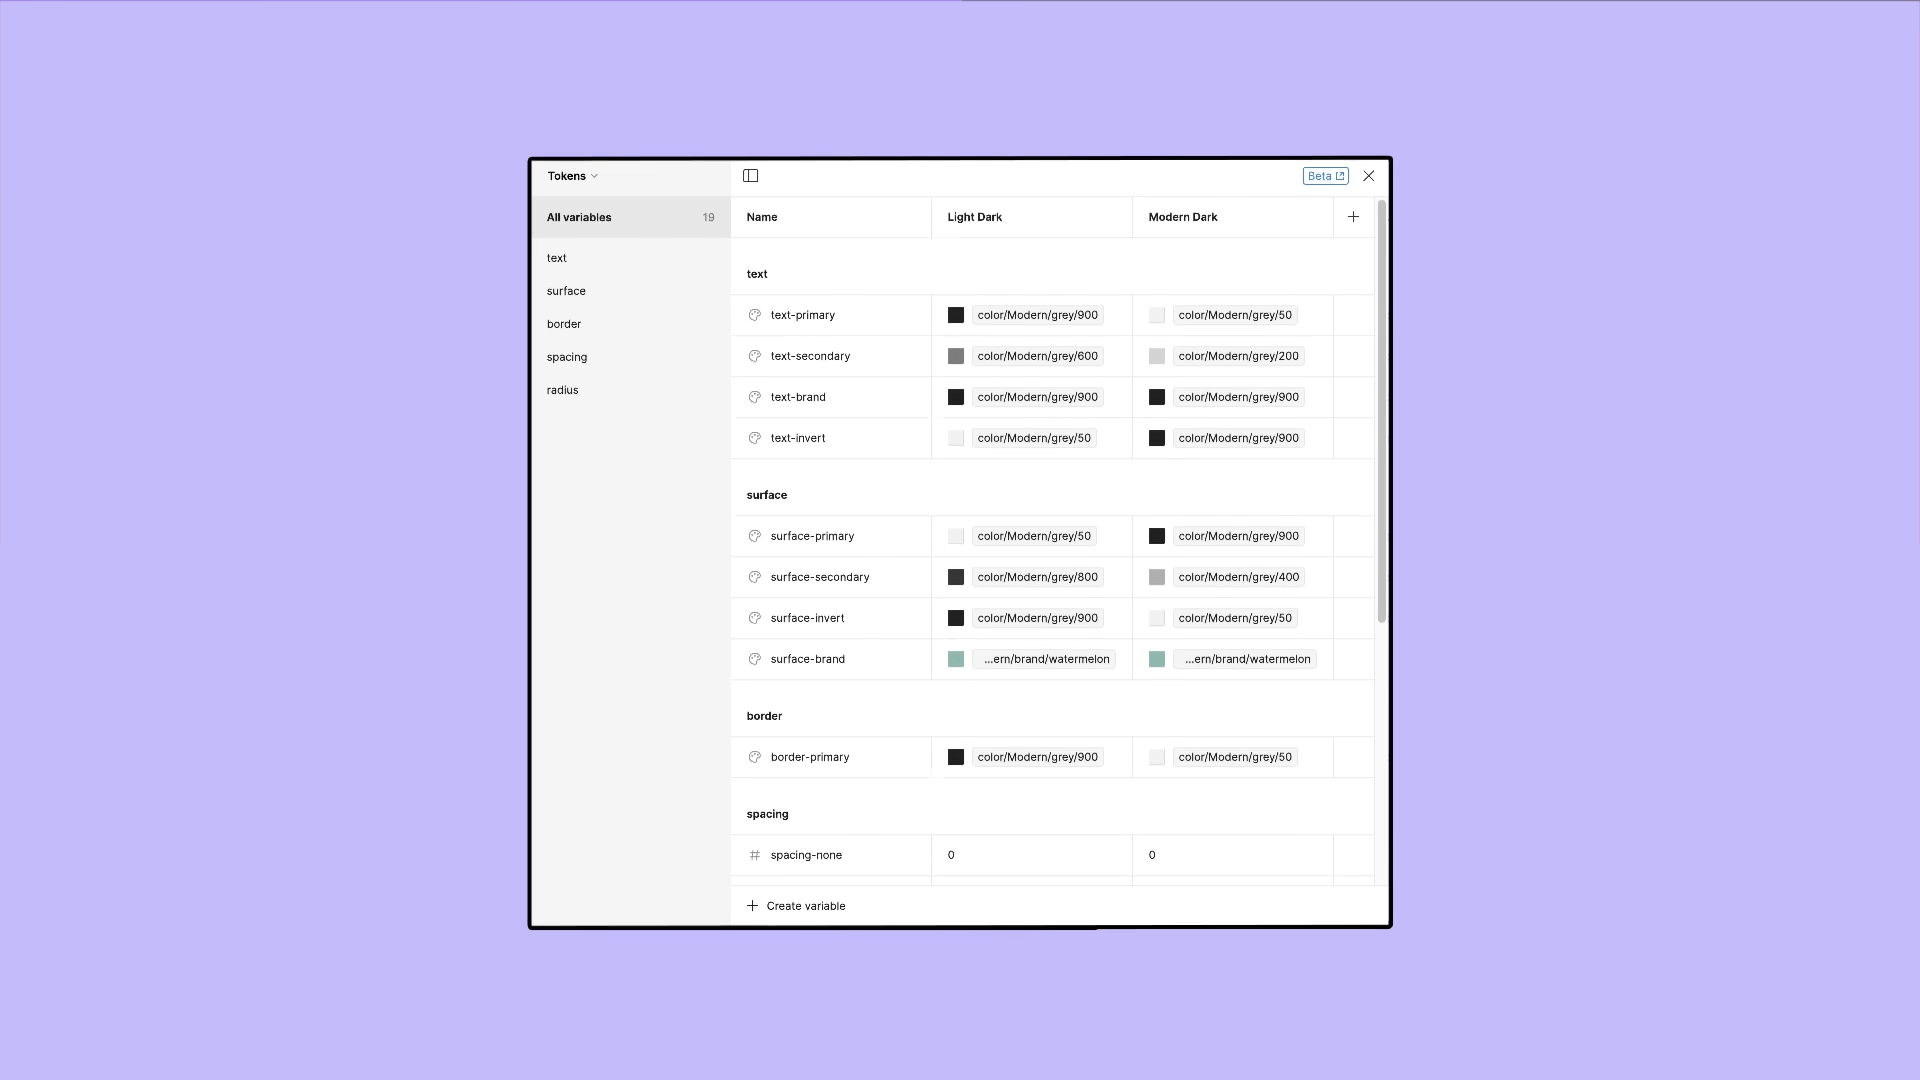 Tokens
Beta
All variables 19
text
surface
border
spacing
radius
Name Light Dark Modern Dark
text
text-primary color/Modern/grey/900 color/Modern/grey/50
text-secondary color/Modern/grey/600 color/Modern/grey/200
text-brand color/Modern/grey/900 color/Modern/grey/900
text-invert color/Modern/grey/50 color/Modern/grey/900
surface
surface-primary color/Modern/grey/50 color/Modern/grey/900
surface-secondary color/Modern/grey/800 color/Modern/grey/400
surface-invert color/Modern/grey/900 color/Modern/grey/50
surface-brand ...ern/brand/watermelon ...ern/brand/watermelon
border
border-primary color/Modern/grey/900 color/Modern/grey/50
spacing
spacing-none 0 0
Create variable